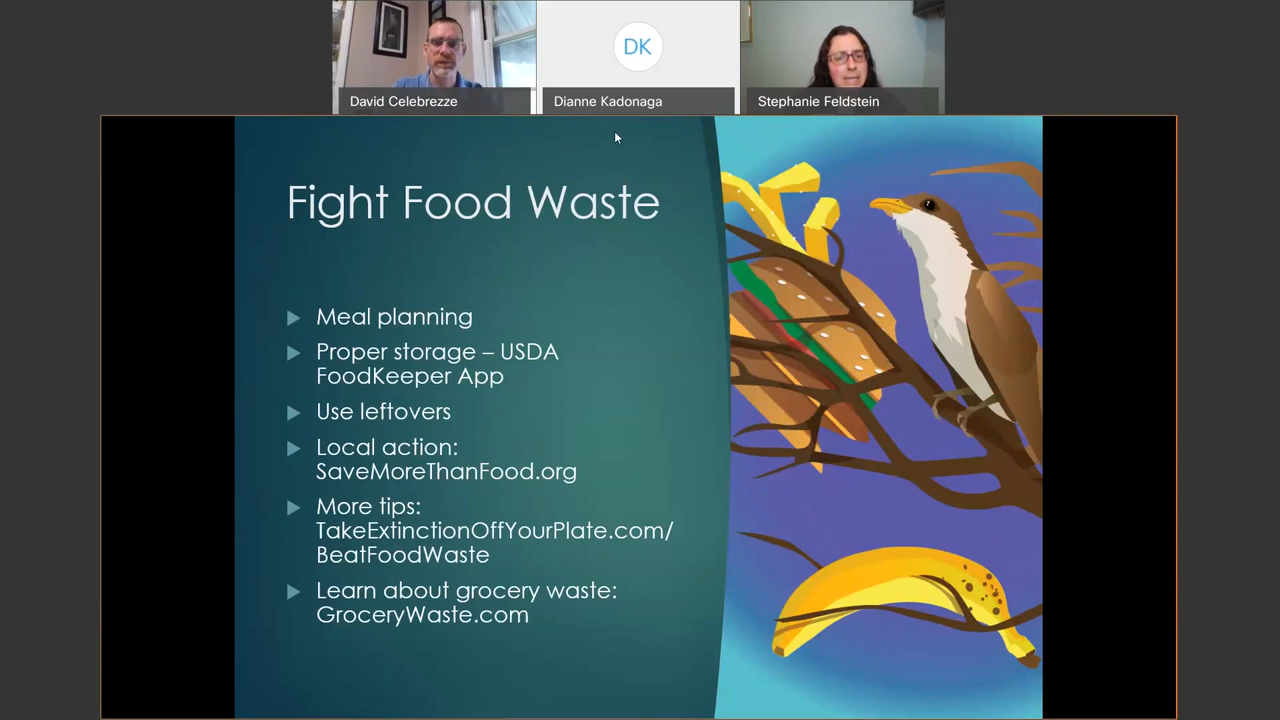 David Celebrezze
DK
Dianne Kadonaga
Stephanie Feldstein
Fight Food Waste
Meal planning
Proper storage – USDA
FoodKeeper App
Use leftovers
Local action:
SaveMoreThanFood.org
More tips:
TakeExtinctionOffYourPlate.com/
BeatFoodWaste
Learn about grocery waste:
GroceryWaste.com